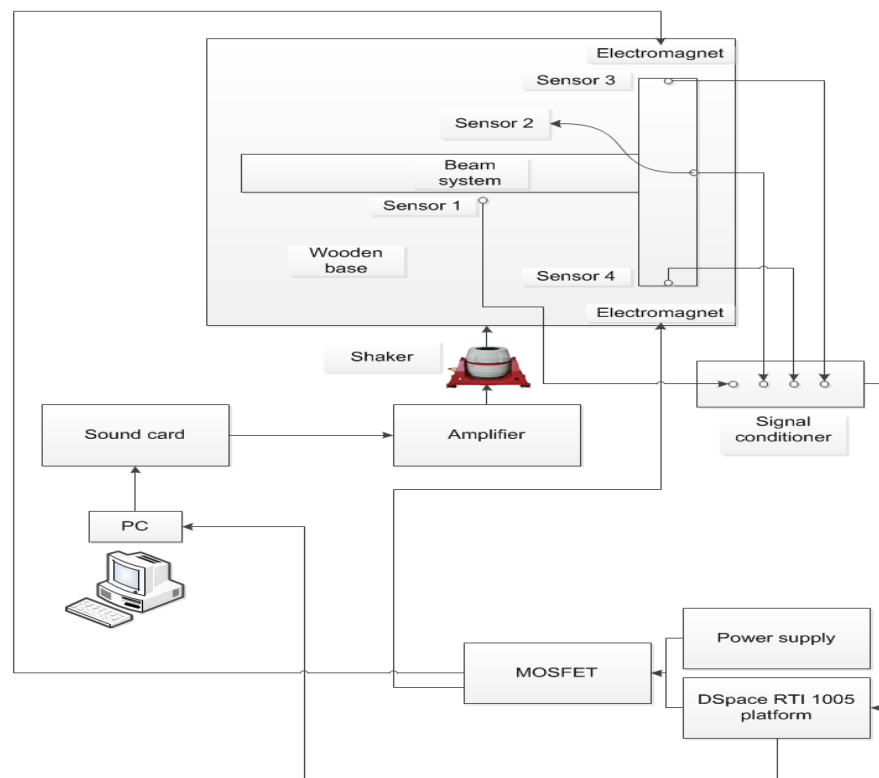 Electromagnet
Sensor 3
Sensor 2
Beam
system
Sensor 1
Wooden
base
Sensor 4
Electromagnet
Shaker
Signal
conditioner
Sound card
Amplifier
PC
Power supply
MOSFET
DSpace RTI 1005
platform